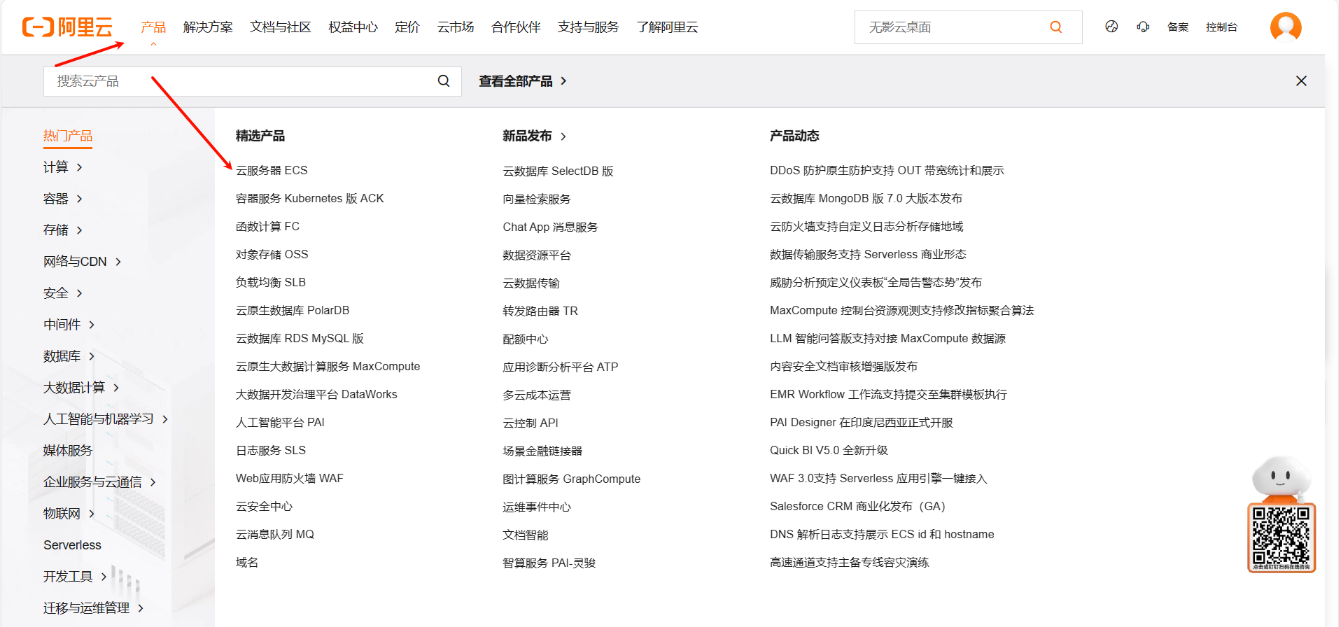 阿里云
产品 解决方案 文档与社区 权益中心 定价 云市场 合作伙伴 支持与服务 了解阿里云 无影云桌面 备案 控制台
搜索云产品 查看全部产品
热门产品
计算
容器
存储
网络与CDN
安全
中间件
数据库
大数据计算
人工智能与机器学习
媒体服务
企业服务与云通信
物联网
Serverless
开发工具
迁移与运维管理
精选产品
云服务器 ECS
容器服务 Kubernetes 版 ACK
函数计算 FC
对象存储 OSS
负载均衡 SLB
云原生数据库 PolarDB
云数据库 RDS MySQL 版
云原生大数据计算服务 MaxCompute
大数据开发治理平台 DataWorks
人工智能平台 PAI
日志服务 SLS
Web应用防火墙 WAF
云安全中心
云消息队列 MQ
域名
新品发布
云数据库 SelectDB 版
向量检索服务
Chat App 消息服务
数据资源平台
云数据传输
转发路由器 TR
配额中心
应用诊断分析平台 ATP
多云成本运营
云控制 API
场景金融链接器
图计算服务 GraphCompute
运维事件中心
文档智能
智算服务 PAI-灵骏
产品动态
DDoS 防护原生防护支持 OUT 带宽统计和展示
云数据库 MongoDB 版 7.0 大版本发布
云防火墙支持自定义日志分析存储地域
数据传输服务支持 Serverless 商业形态
威胁分析预定义仪表板“全局告警态势”发布
MaxCompute 控制台资源观测支持修改指标聚合算法
LLM 智能问答版支持对接 MaxCompute 数据源
内容安全文档审核增强版发布
EMR Workflow 工作流支持提交至集群模板执行
PAI Designer 在印度尼西亚正式开服
Quick BI V5.0 全新升级
WAF 3.0支持 Serverless 应用引擎一键接入
Salesforce CRM 商业化发布（GA）
DNS 解析日志支持展示 ECS id 和 hostname
高速通道支持主备专线容灾演练